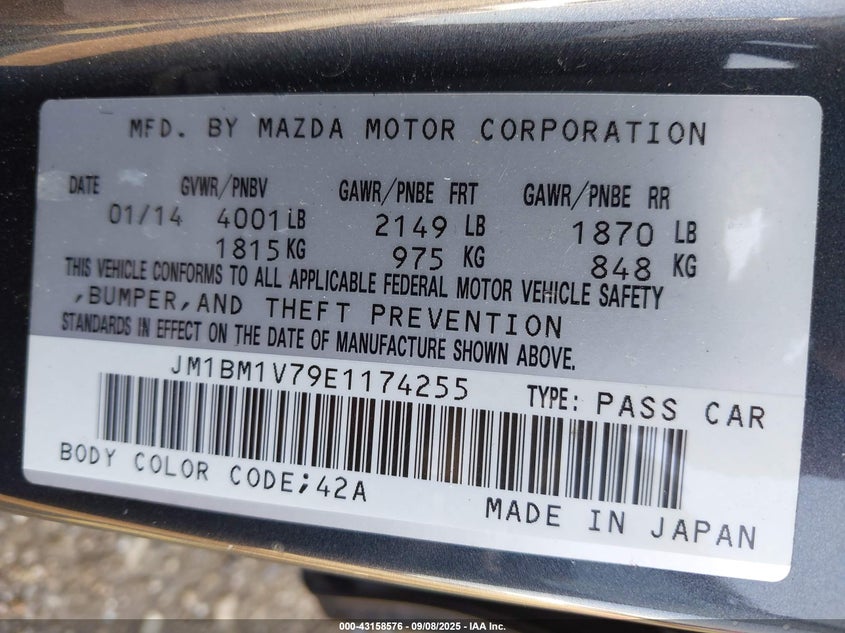 MFD. BY MAZDA MOTOR CORPORATION
DATE GVWR/PNBV GAWR/PNBE FRT GAWR/PNBE RR
01/14 4001 LB 2149 LB 1870 LB
1815 KG 975 KG 848 KG
THIS VEHICLE CONFORMS TO ALL APPLICABLE FEDERAL MOTOR VEHICLE SAFETY
,BUMPER,AND THEFT PREVENTION
STANDARDS IN EFFECT ON THE DATE OF MANUFACTURE SHOWN ABOVE.
JM1BM1V79E1174255 TYPE: PASS CAR
BODY COLOR CODE;42A MADE IN JAPAN
000-43158576 - 09/08/2025 - IAA Inc.